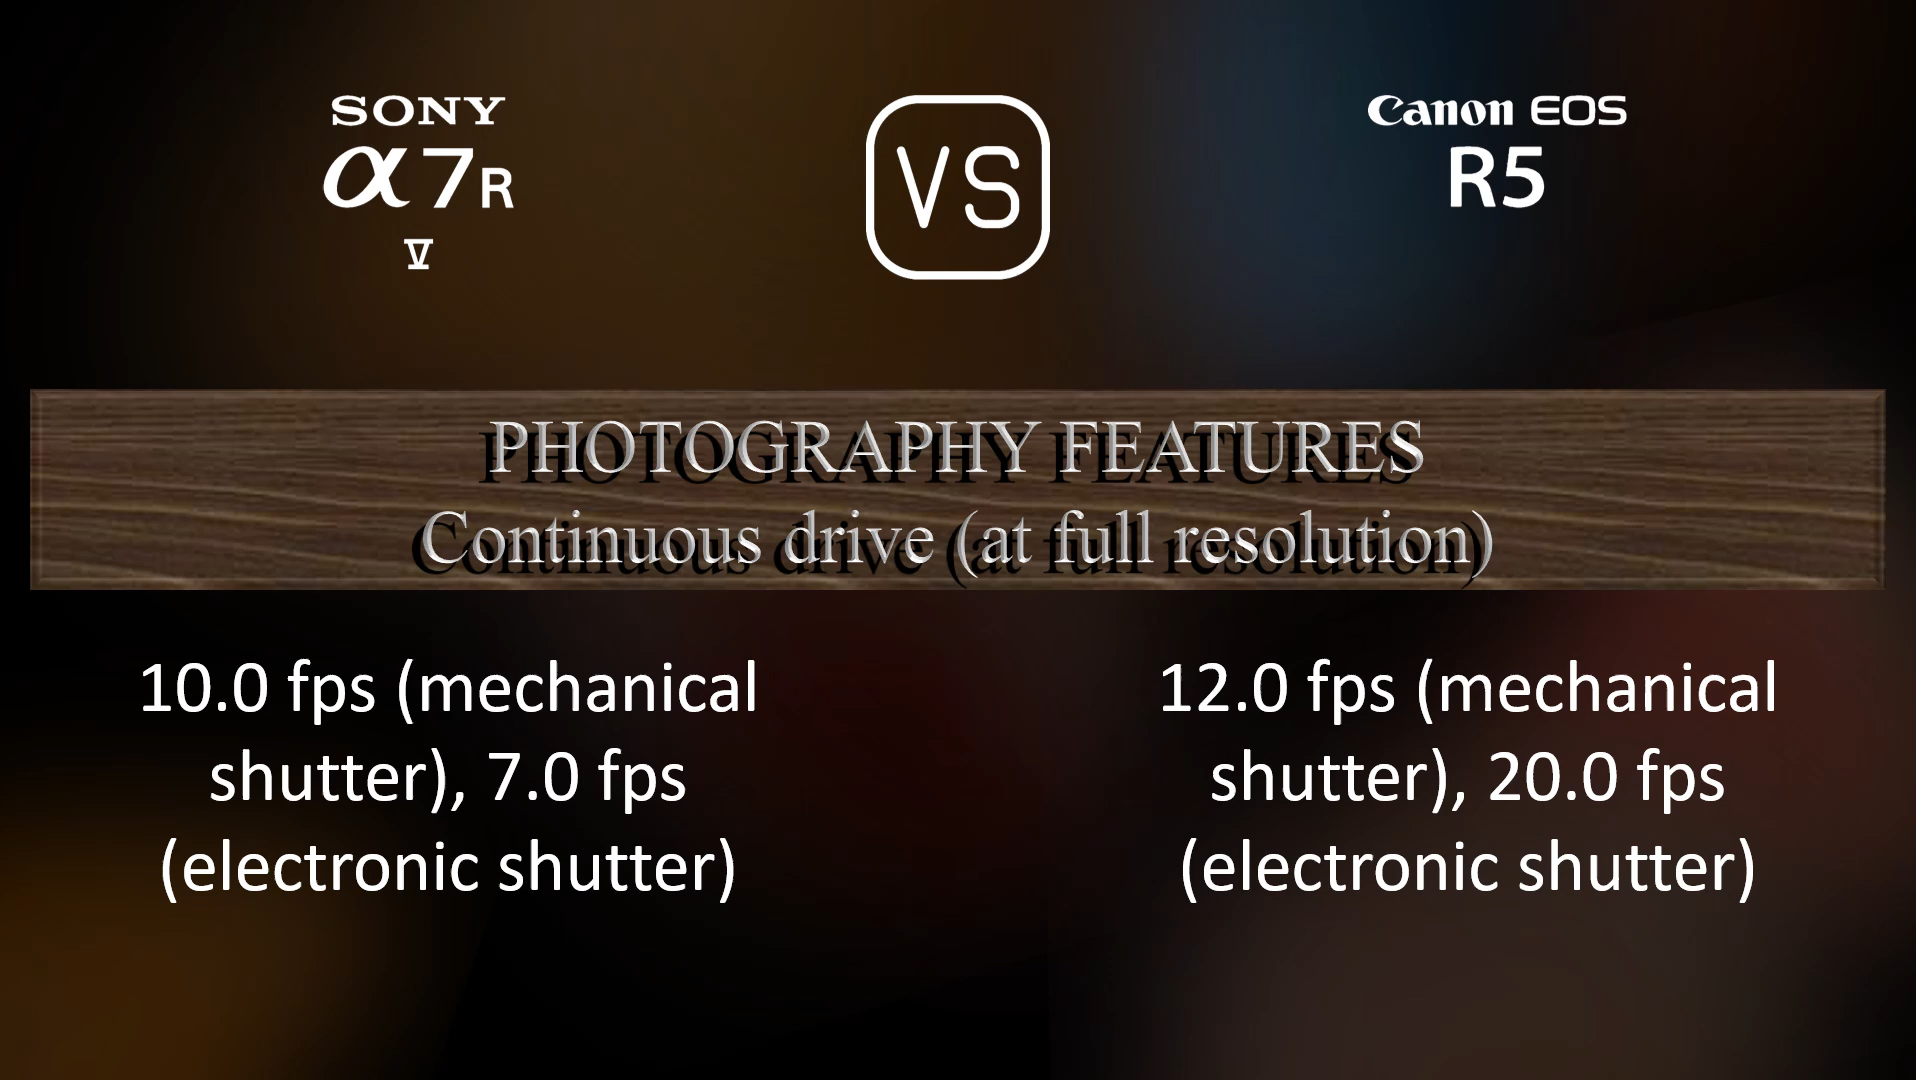 SONY
α7R
V
VS
Canon EOS
R5
PHOTOGRAPHY FEATURES
Continuous drive (at full resolution)
10.0 fps (mechanical
shutter), 7.0 fps
(electronic shutter)
12.0 fps (mechanical
shutter), 20.0 fps
(electronic shutter)